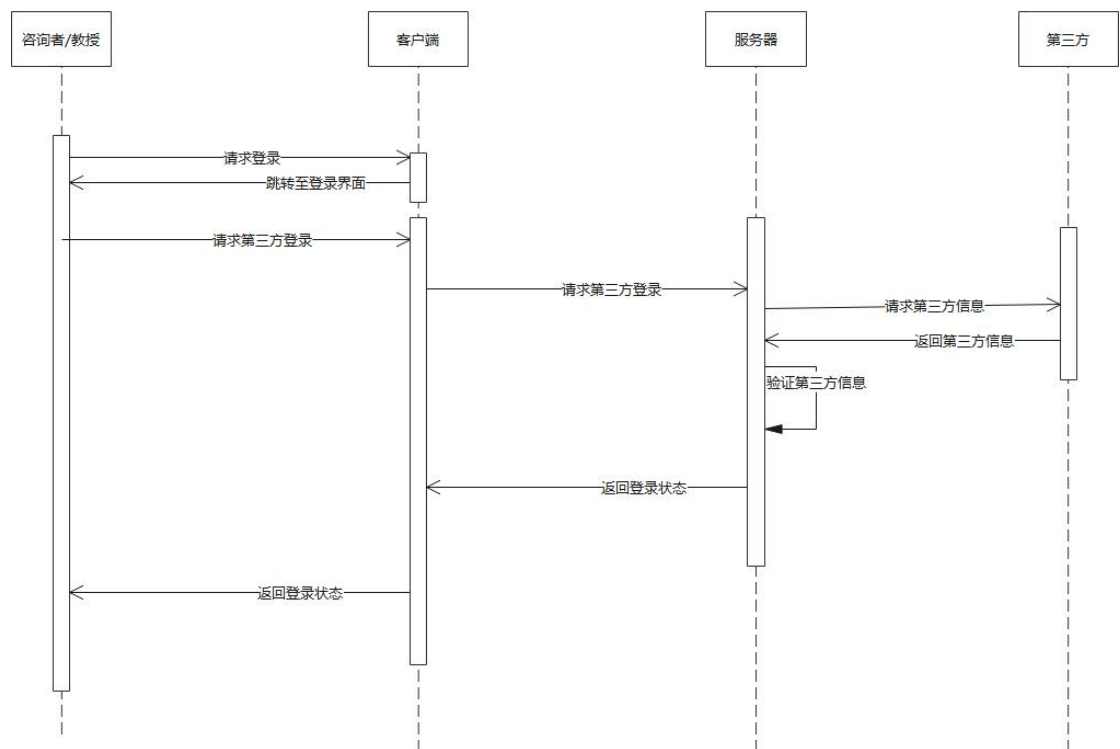 咨询者/教授
客户端
服务器
第三方
请求登录
跳转至登录界面
请求第三方登录
请求第三方登录
请求第三方信息
返回第三方信息
验证第三方信息
返回登录状态
返回登录状态